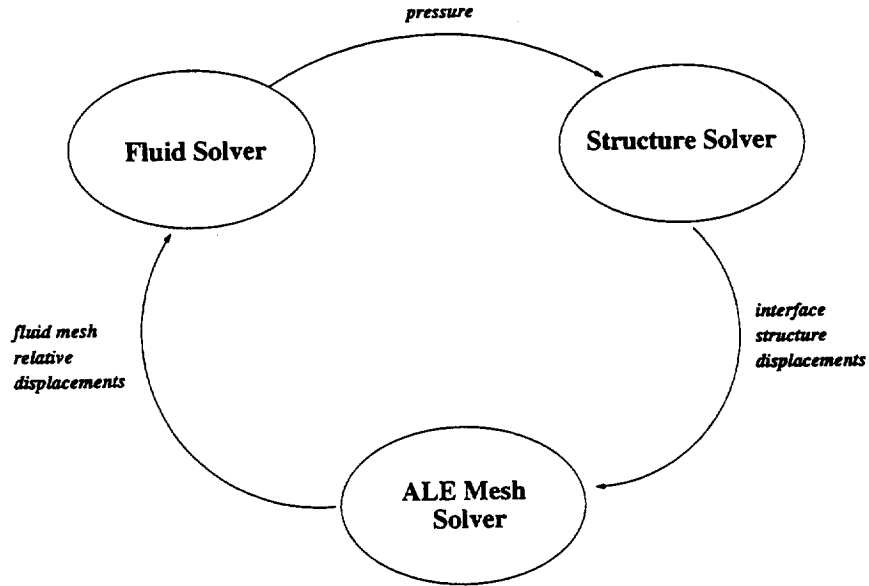 pressure
Fluid Solver
Structure Solver
fluid mesh
relative
displacements
interface
structure
displacements
ALE Mesh
Solver